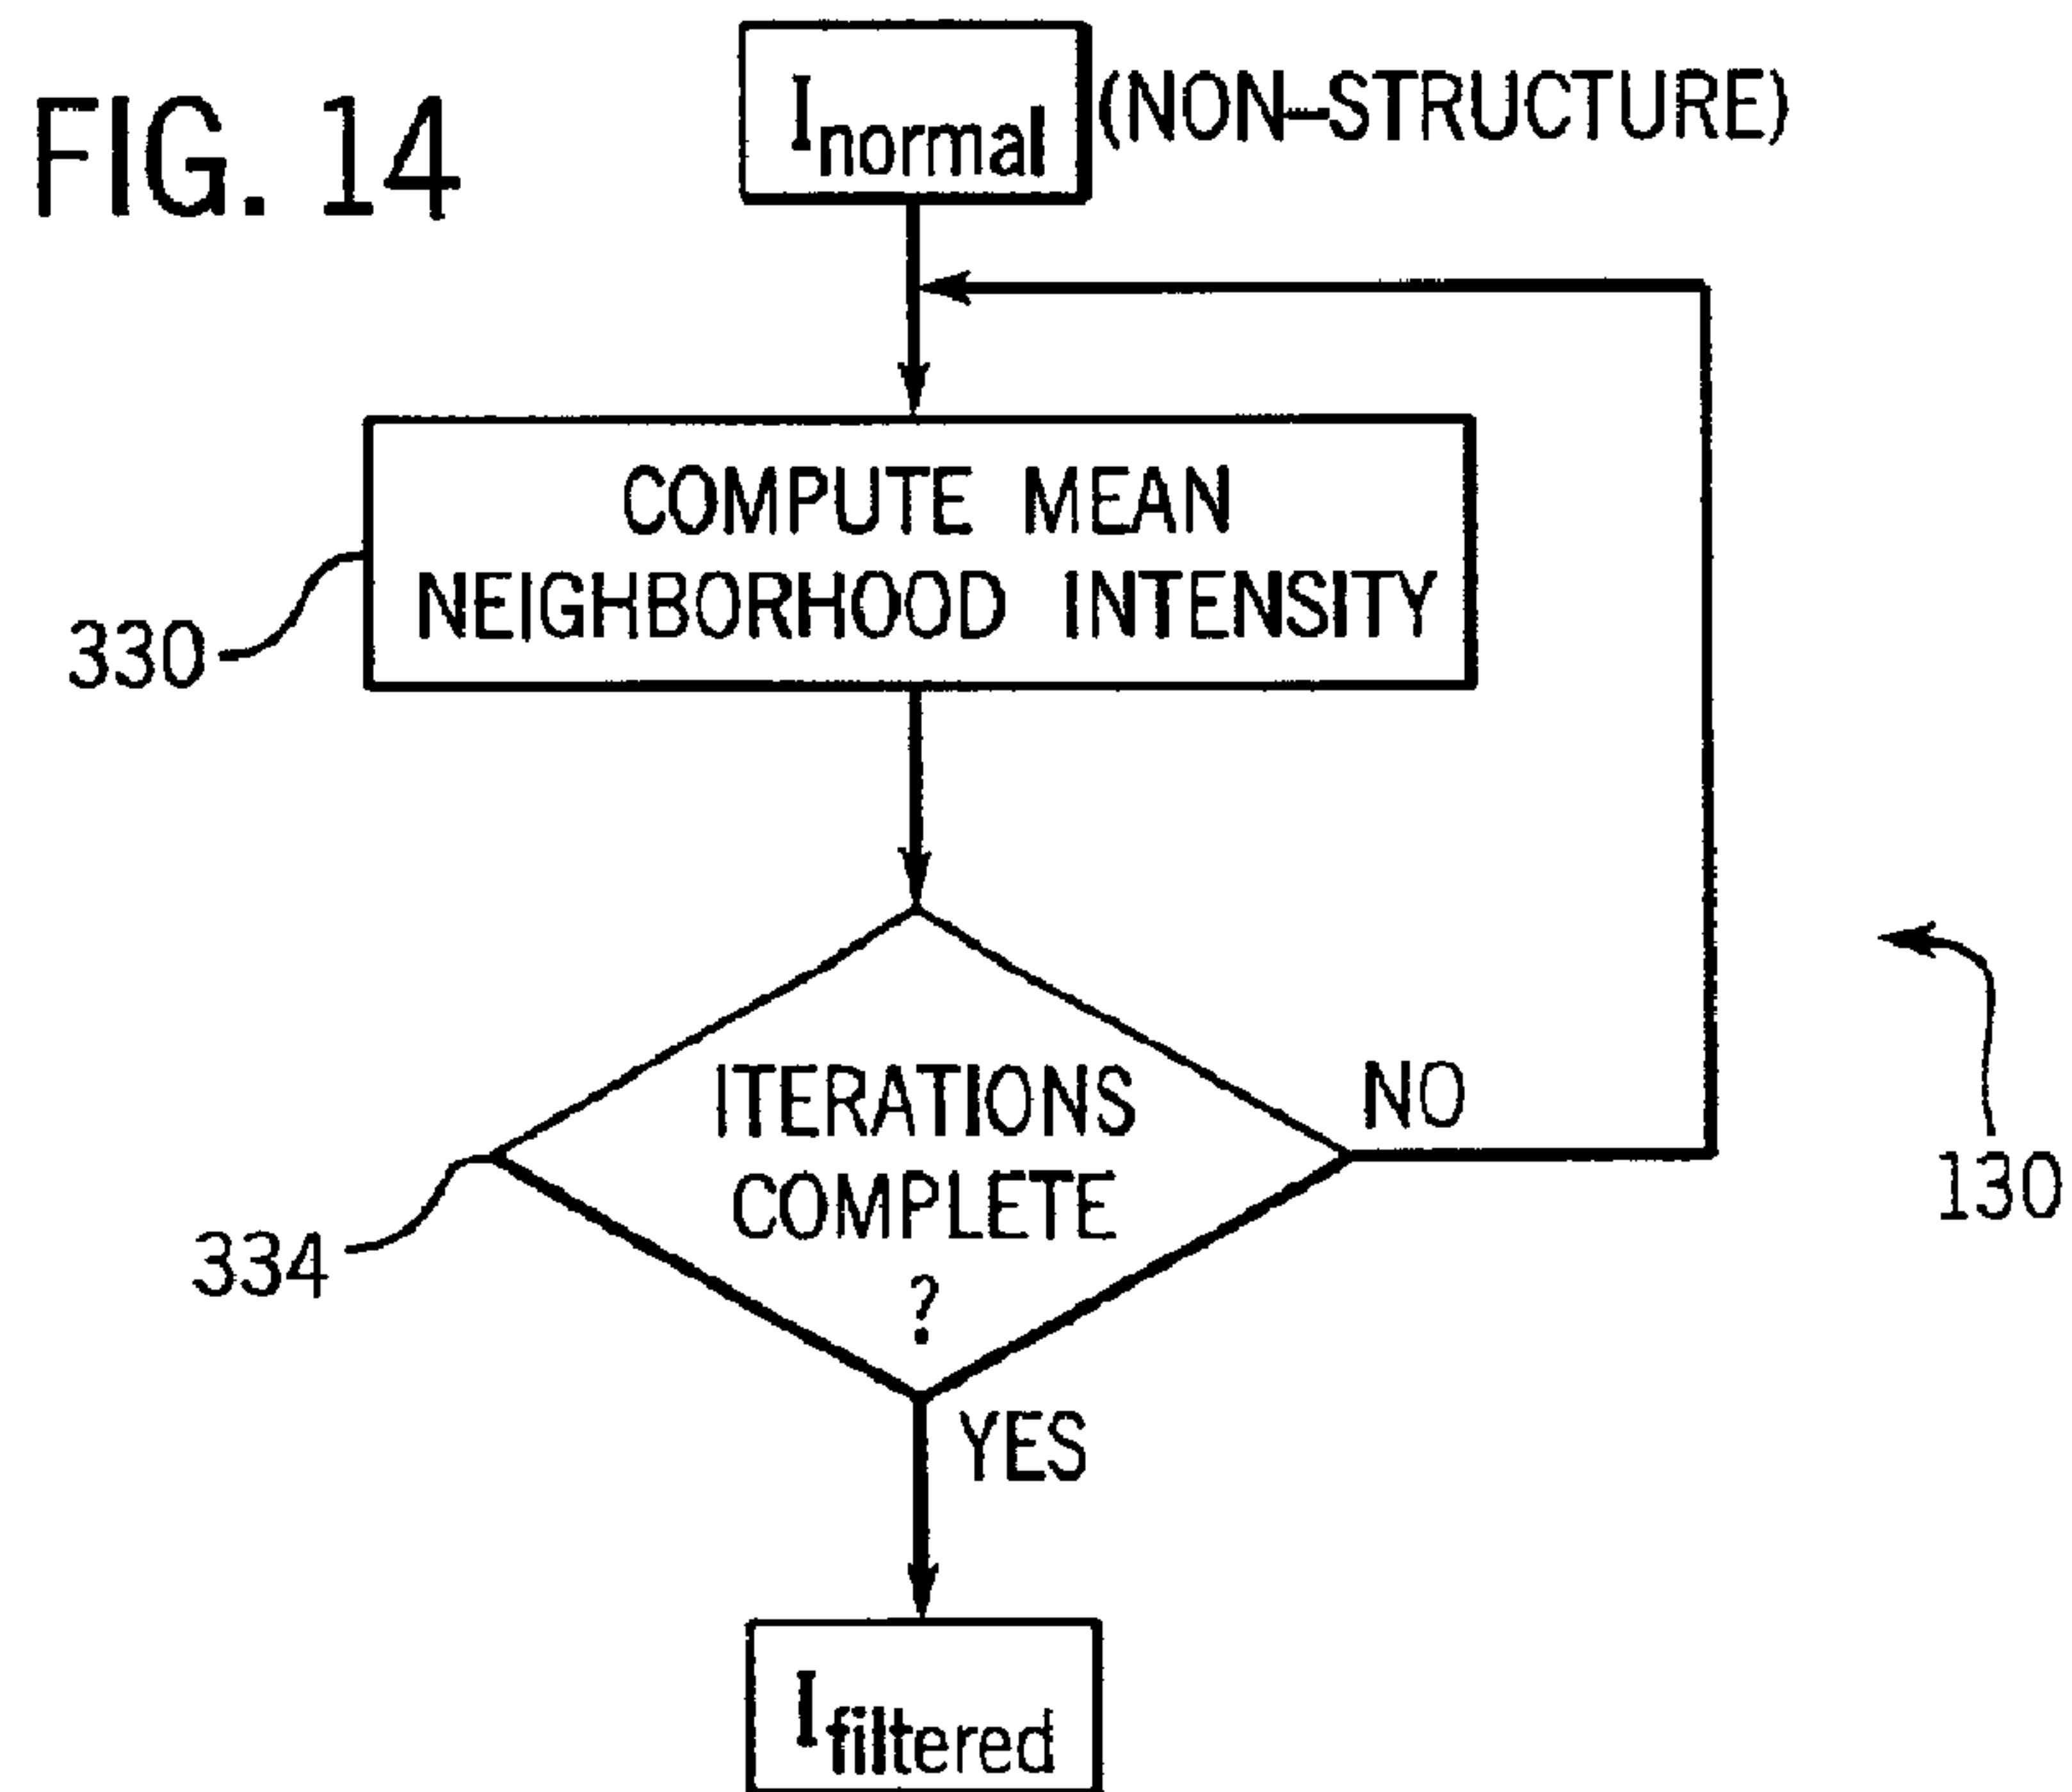 FIG. 14
Inormal (NON-STRUCTURE)
COMPUTE MEAN
NEIGHBORHOOD INTENSITY
330
ITERATIONS
COMPLETE
?
NO
334
130
YES
Ifiltered